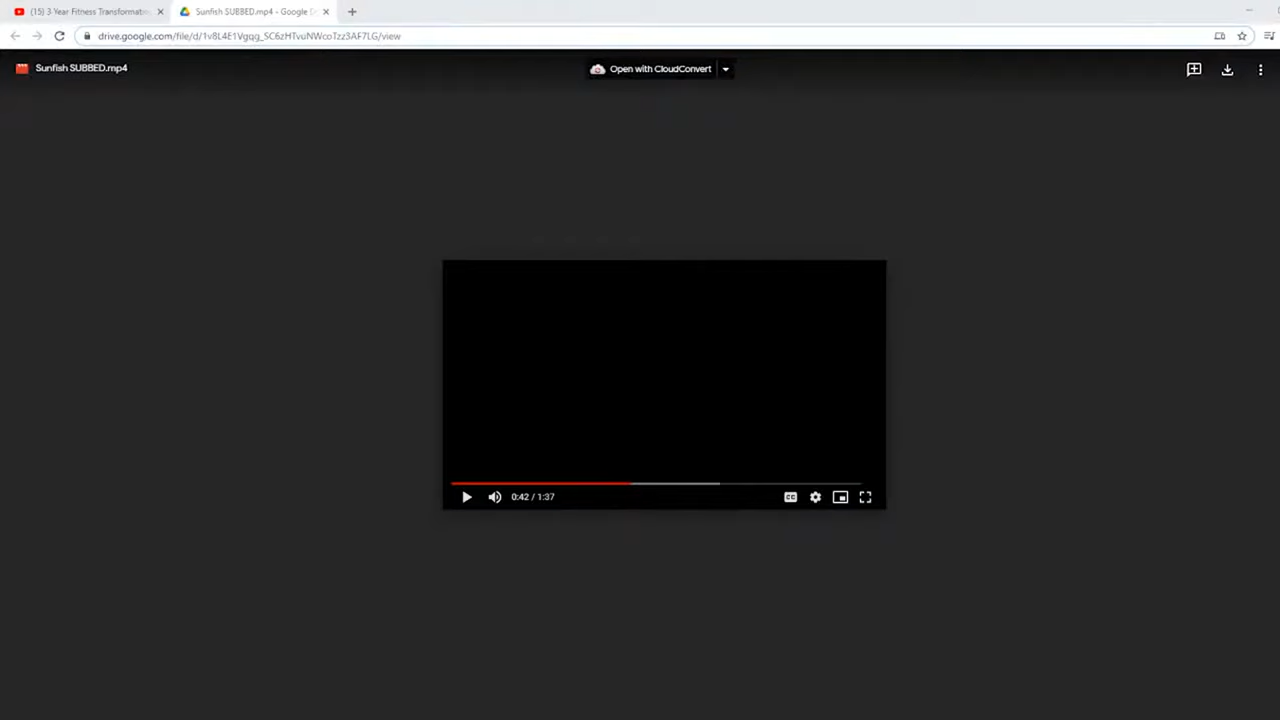 (15) 3-Year Fitness Transformatio
Sunfish SUBBED.mp4 - Google D
drive.google.com/file/d/1v8L4E1Vgqg_SC6zHTvuNWcoTzz3AF7LG/view
Sunfish SUBBED.mp4
Open with CloudConvert
0:42 / 1:37
CC